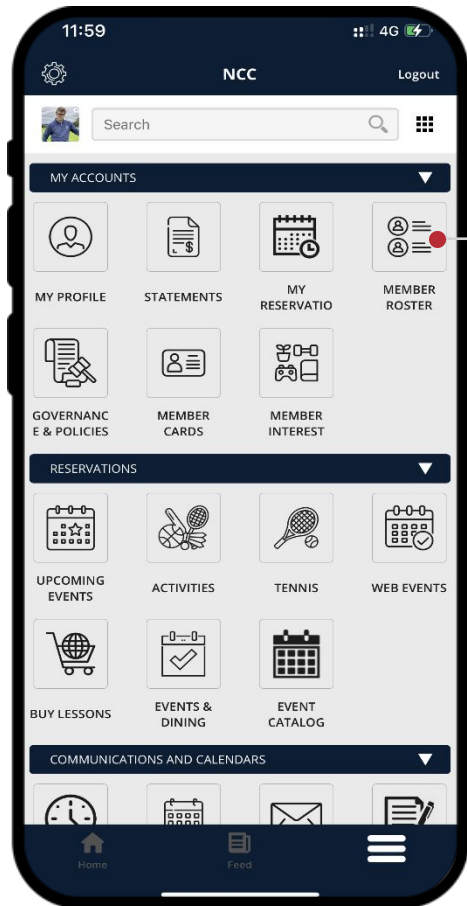 11:59
4G
NCC
Logout
Search
MY ACCOUNTS
MY PROFILE
STATEMENTS
MY
RESERVATIO
MEMBER
ROSTER
GOVERNANC
E & POLICIES
MEMBER
CARDS
MEMBER
INTEREST
RESERVATIONS
UPCOMING
EVENTS
ACTIVITIES
TENNIS
WEB EVENTS
BUY LESSONS
EVENTS &
DINING
EVENT
CATALOG
COMMUNICATIONS AND CALENDARS
Home
Feed